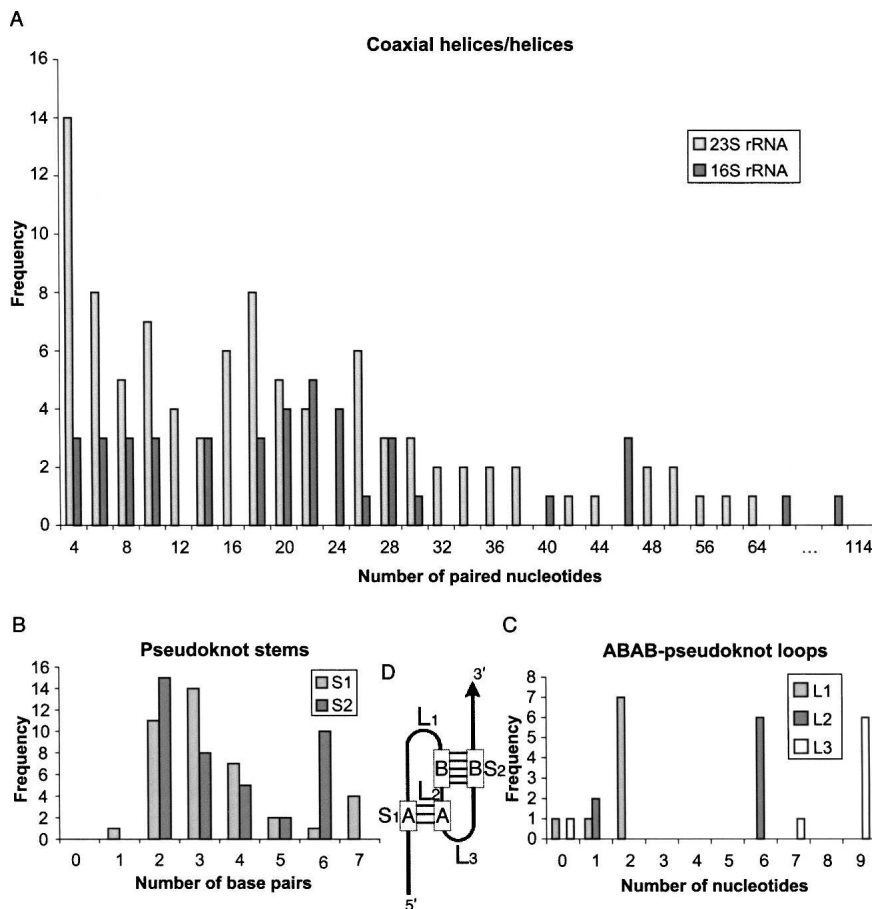 A
Coaxial helices/helices
16
14
12
10
8
6
4
2
0
Frequency
23S rRNA
16S rRNA
4 8 12 16 20 24 28 32 36 40 44 48 56 64 ... 114
Number of paired nucleotides
B
Pseudoknot stems
16
14
12
10
8
6
4
2
0
Frequency
S1
S2
0 1 2 3 4 5 6 7
Number of base pairs
D
3′
L1
B B S2
L2
S1 A A
L3
5′
C
ABAB-pseudoknot loops
8
7
6
5
4
3
2
1
0
Frequency
L1
L2
L3
0 1 2 3 4 5 6 7 8 9
Number of nucleotides